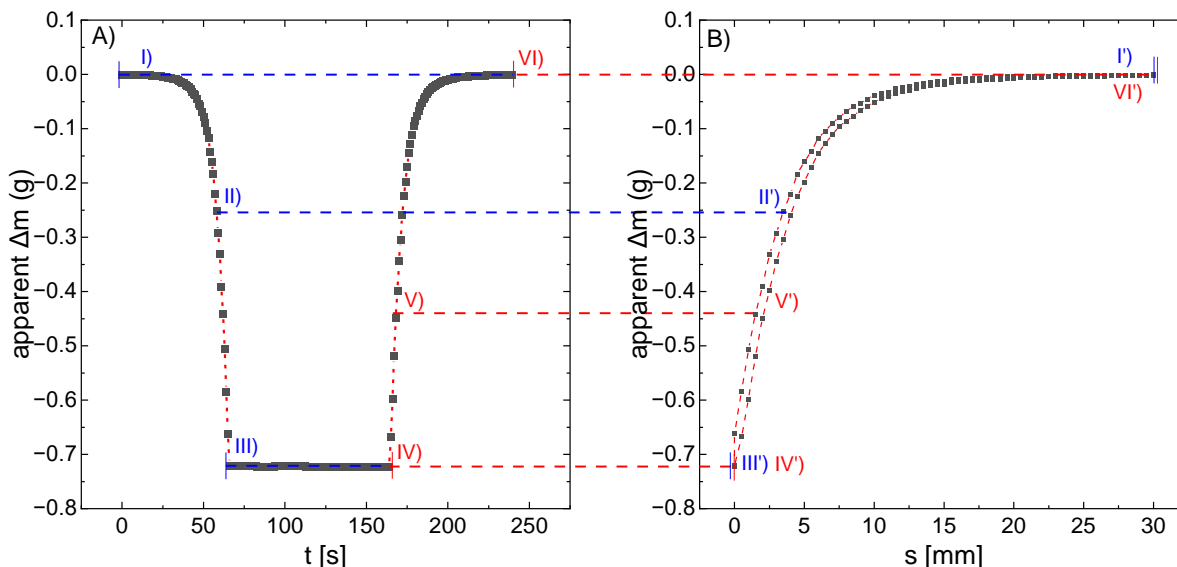 A)
I)
VI)
II)
V)
III)
IV)
0.1
0.0
−0.1
−0.2
−0.3
−0.4
−0.5
−0.6
−0.7
−0.8
apparent Δm (g)
0
50
100
150
200
250
t [s]
B)
I')
VI')
II')
V')
III')
IV')
0.1
0.0
−0.1
−0.2
−0.3
−0.4
−0.5
−0.6
−0.7
−0.8
apparent Δm (g)
0
5
10
15
20
25
30
s [mm]